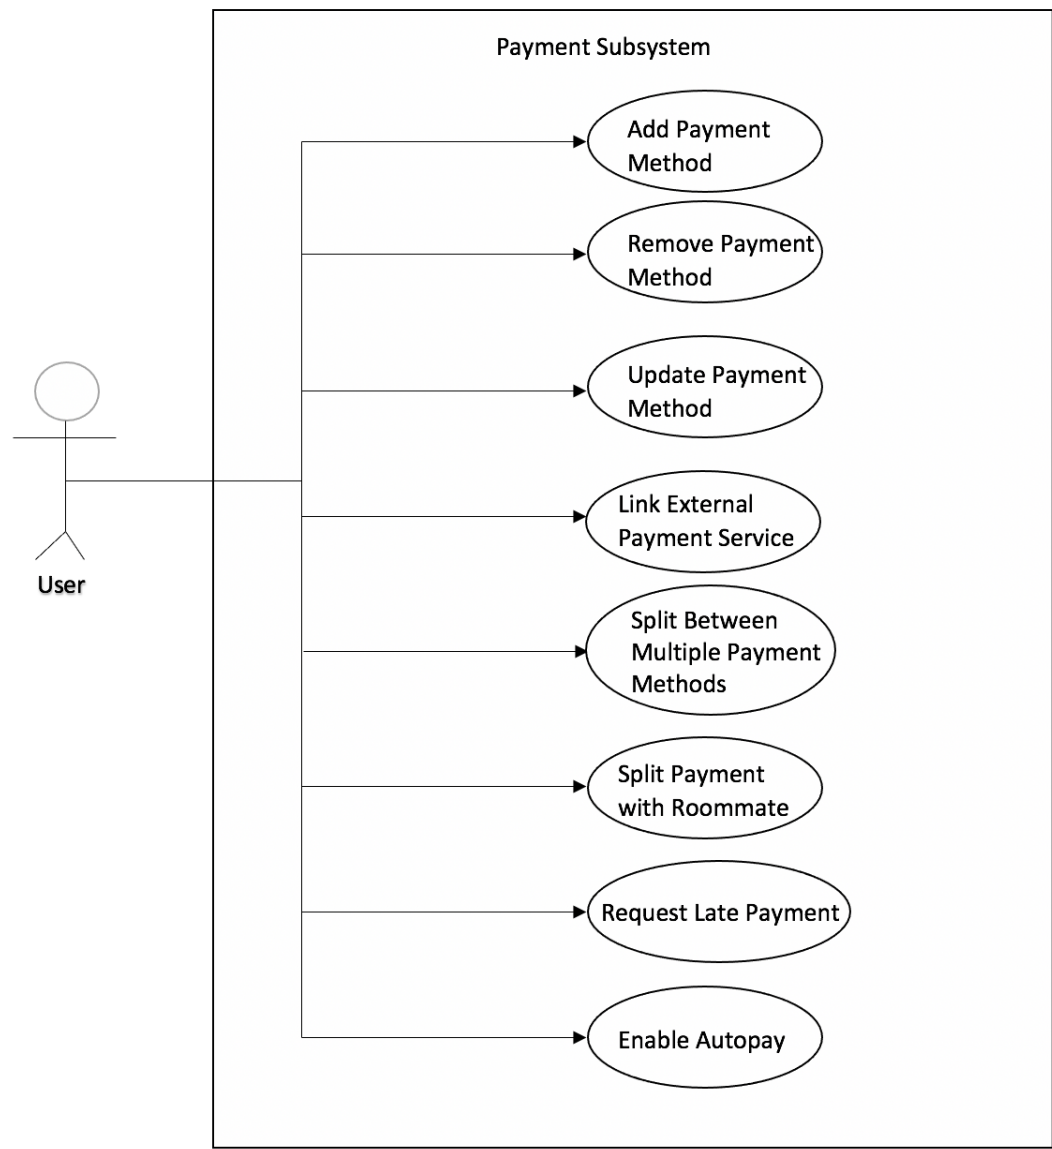 Payment Subsystem
Add Payment
Method
Remove Payment
Method
Update Payment
Method
Link External
Payment Service
User
Split Between
Multiple Payment
Methods
Split Payment
with Roommate
Request Late Payment
Enable Autopay